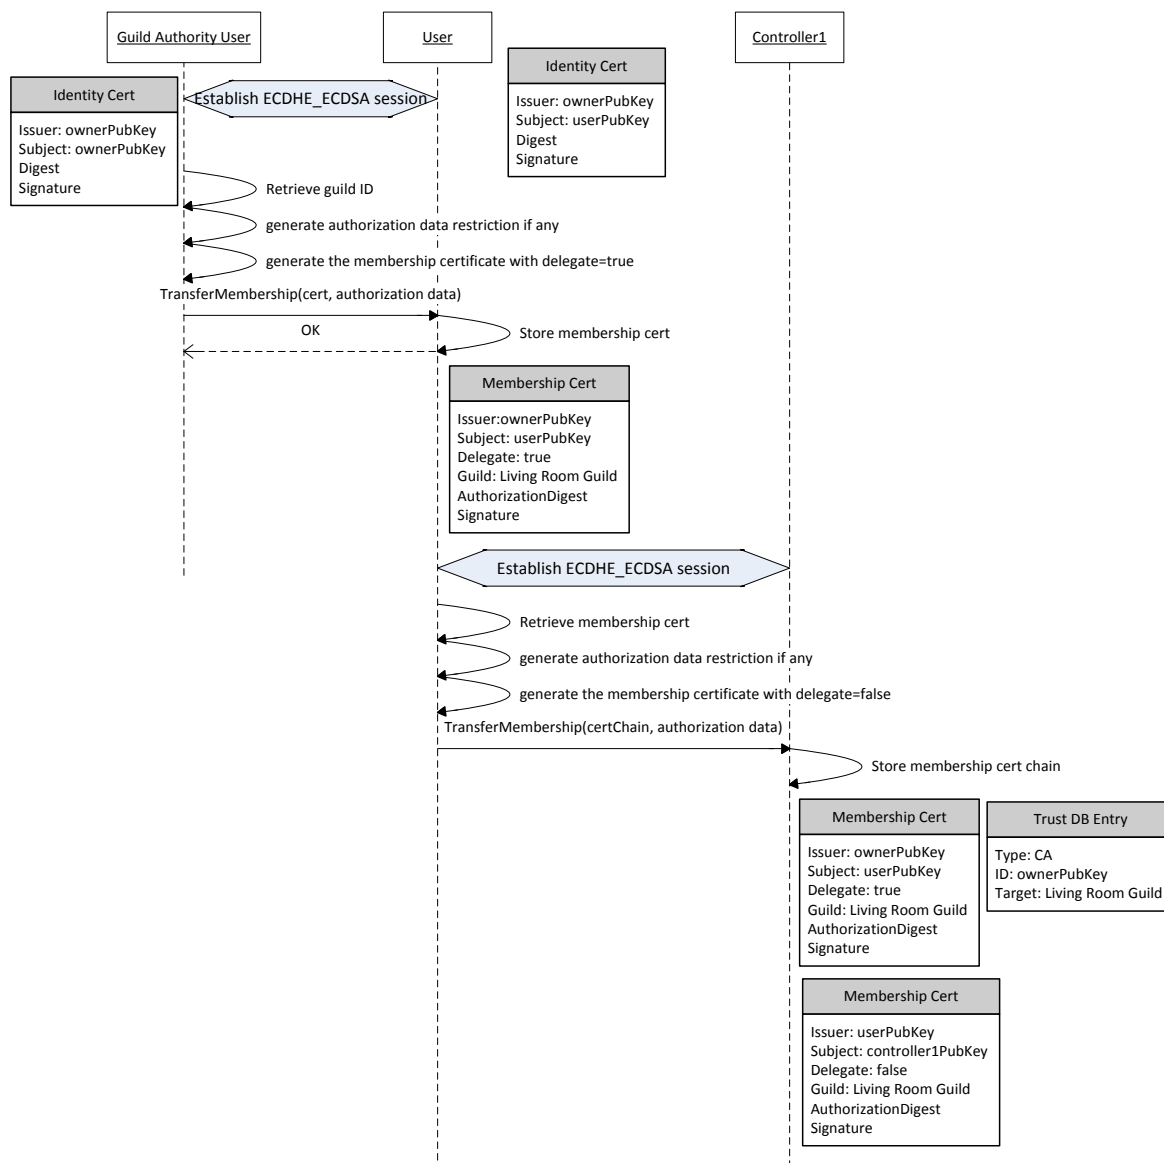 Guild Authority User
User
Controller1
Identity Cert
Issuer: ownerPubKey
Subject: ownerPubKey
Digest
Signature
Establish ECDHE_ECDSA session
Identity Cert
Issuer: ownerPubKey
Subject: userPubKey
Digest
Signature
Retrieve guild ID
generate authorization data restriction if any
generate the membership certificate with delegate=true
TransferMembership(cert, authorization data)
OK
Store membership cert
Membership Cert
Issuer:ownerPubKey
Subject: userPubKey
Delegate: true
Guild: Living Room Guild
AuthorizationDigest
Signature
Establish ECDHE_ECDSA session
Retrieve membership cert
generate authorization data restriction if any
generate the membership certificate with delegate=false
TransferMembership(certChain, authorization data)
Store membership cert chain
Membership Cert
Issuer: ownerPubKey
Subject: userPubKey
Delegate: true
Guild: Living Room Guild
AuthorizationDigest
Signature
Trust DB Entry
Type: CA
ID: ownerPubKey
Target: Living Room Guild
Membership Cert
Issuer: userPubKey
Subject: controller1PubKey
Delegate: false
Guild: Living Room Guild
AuthorizationDigest
Signature